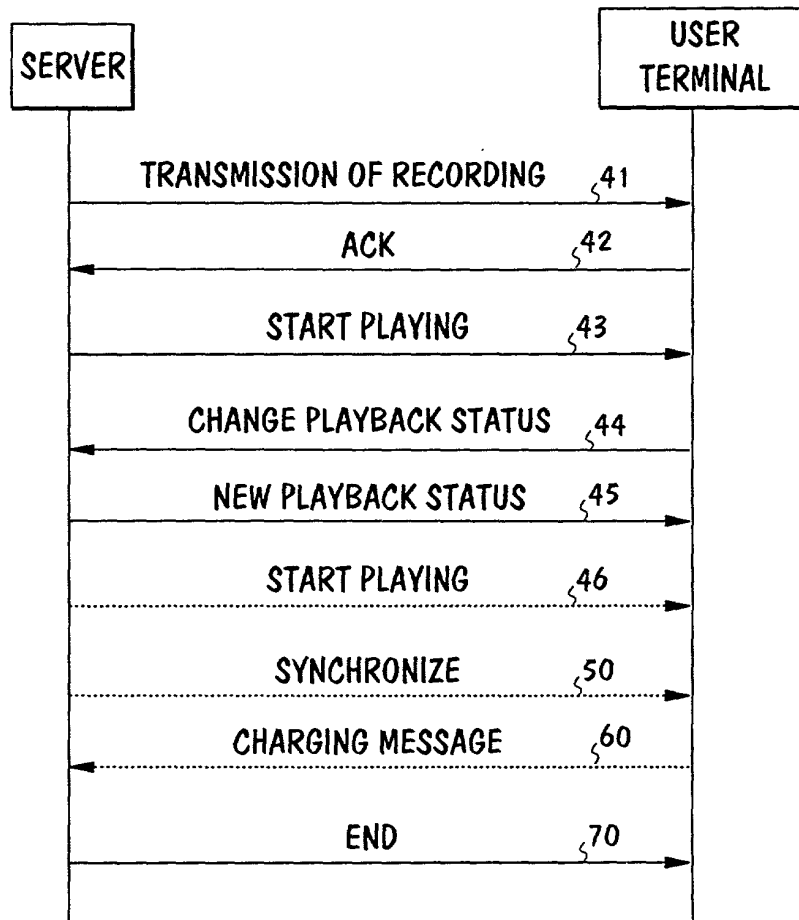 SERVER
USER
TERMINAL
TRANSMISSION OF RECORDING 41
ACK 42
START PLAYING 43
CHANGE PLAYBACK STATUS 44
NEW PLAYBACK STATUS 45
START PLAYING 46
SYNCHRONIZE 50
CHARGING MESSAGE 60
END 70